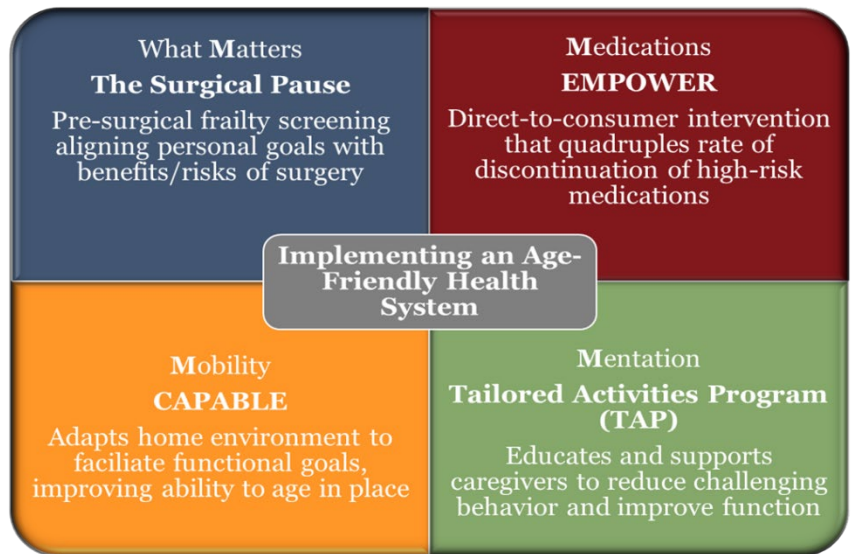 What Matters
The Surgical Pause
Pre-surgical frailty screening
aligning personal goals with
benefits/risks of surgery
Medications
EMPOWER
Direct-to-consumer intervention
that quadruples rate of
discontinuation of high-risk
medications
Implementing an Age-
Friendly Health
System
Mobility
CAPABLE
Adapts home environment to
faciliate functional goals,
improving ability to age in place
Mentation
Tailored Activities Program
(TAP)
Educates and supports
caregivers to reduce challenging
behavior and improve function